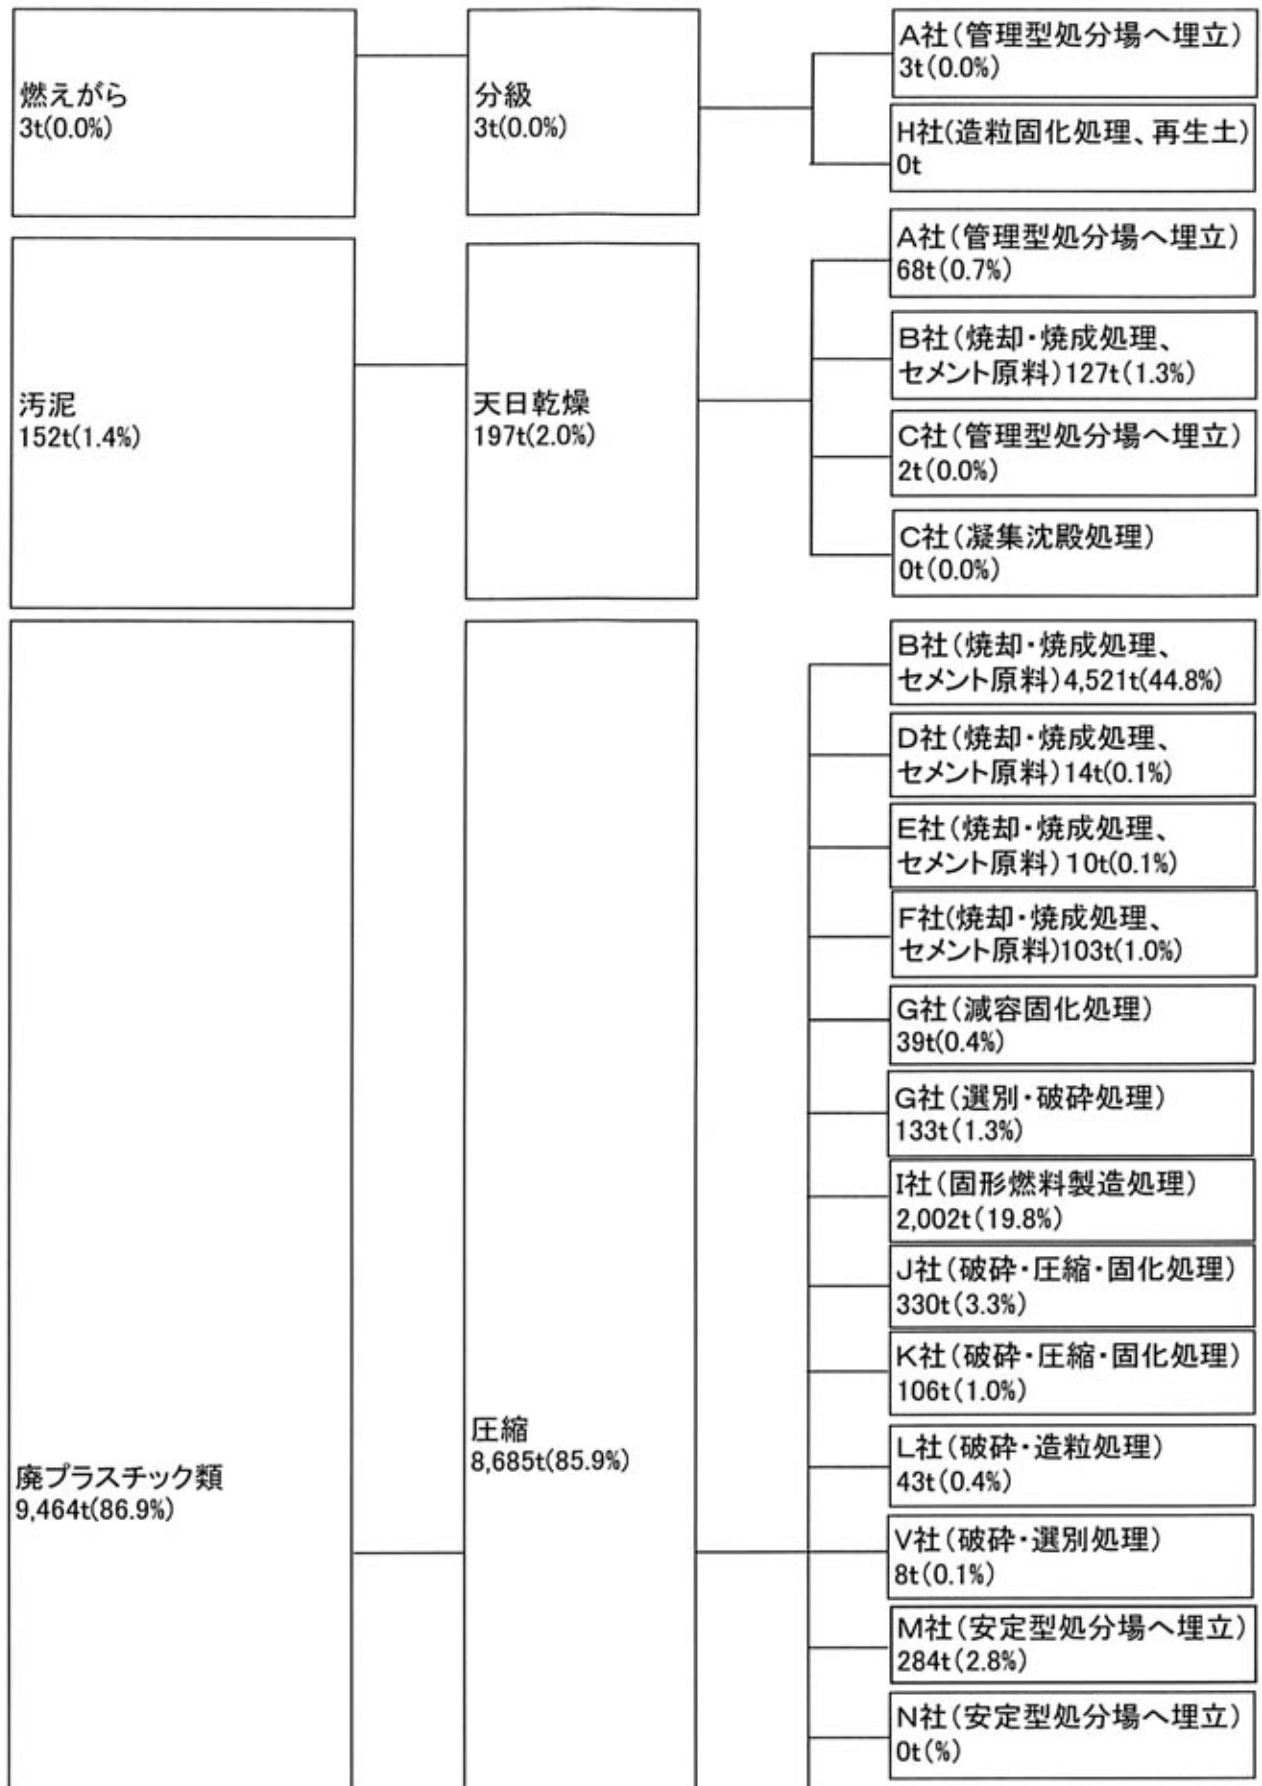 燃えがら
3t(0.0%)
分級
3t(0.0%)
A社(管理型処分場へ埋立)
3t(0.0%)
H社(造粒固化処理、再生土)
0t
汚泥
152t(1.4%)
天日乾燥
197t(2.0%)
A社(管理型処分場へ埋立)
68t(0.7%)
B社(焼却・焼成処理、
セメント原料)127t(1.3%)
C社(管理型処分場へ埋立)
2t(0.0%)
C社(凝集沈殿処理)
0t(0.0%)
廃プラスチック類
9,464t(86.9%)
圧縮
8,685t(85.9%)
B社(焼却・焼成処理、
セメント原料)4,521t(44.8%)
D社(焼却・焼成処理、
セメント原料)14t(0.1%)
E社(焼却・焼成処理、
セメント原料)10t(0.1%)
F社(焼却・焼成処理、
セメント原料)103t(1.0%)
G社(減容固化処理)
39t(0.4%)
G社(選別・破砕処理)
133t(1.3%)
I社(固形燃料製造処理)
2,002t(19.8%)
J社(破砕・圧縮・固化処理)
330t(3.3%)
K社(破砕・圧縮・固化処理)
106t(1.0%)
L社(破砕・造粒処理)
43t(0.4%)
V社(破砕・選別処理)
8t(0.1%)
M社(安定型処分場へ埋立)
284t(2.8%)
N社(安定型処分場へ埋立)
0t(%)